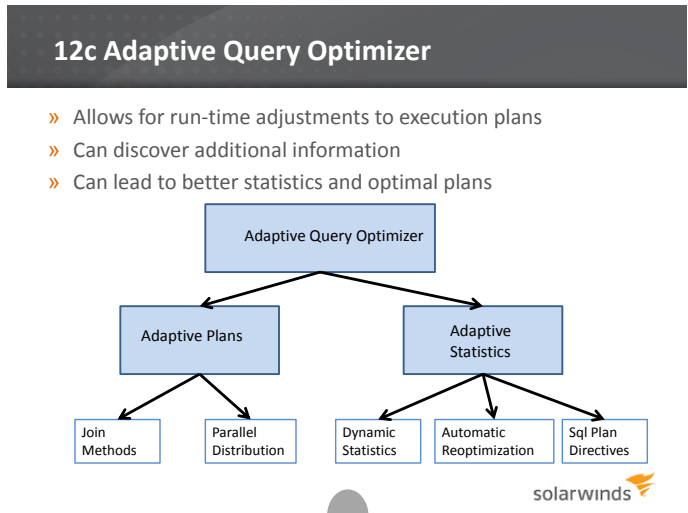 12c Adaptive Query Optimizer
» Allows for run-time adjustments to execution plans
» Can discover additional information
» Can lead to better statistics and optimal plans
Adaptive Query Optimizer
Adaptive Plans
Adaptive
Statistics
Join
Methods
Parallel
Distribution
Dynamic
Statistics
Automatic
Reoptimization
Sql Plan
Directives
solarwinds